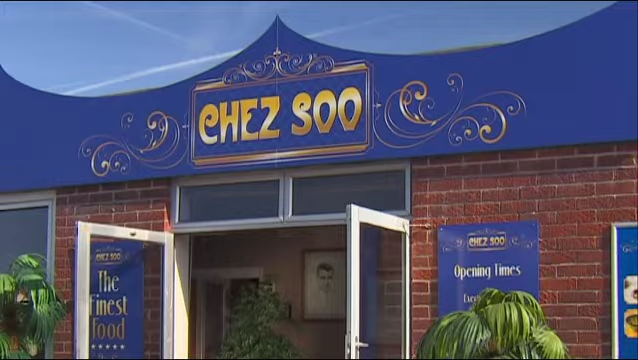 CHEZ SOO
CHEZ SOO
The
Finest
Food
CHEZ SOO
Opening Times